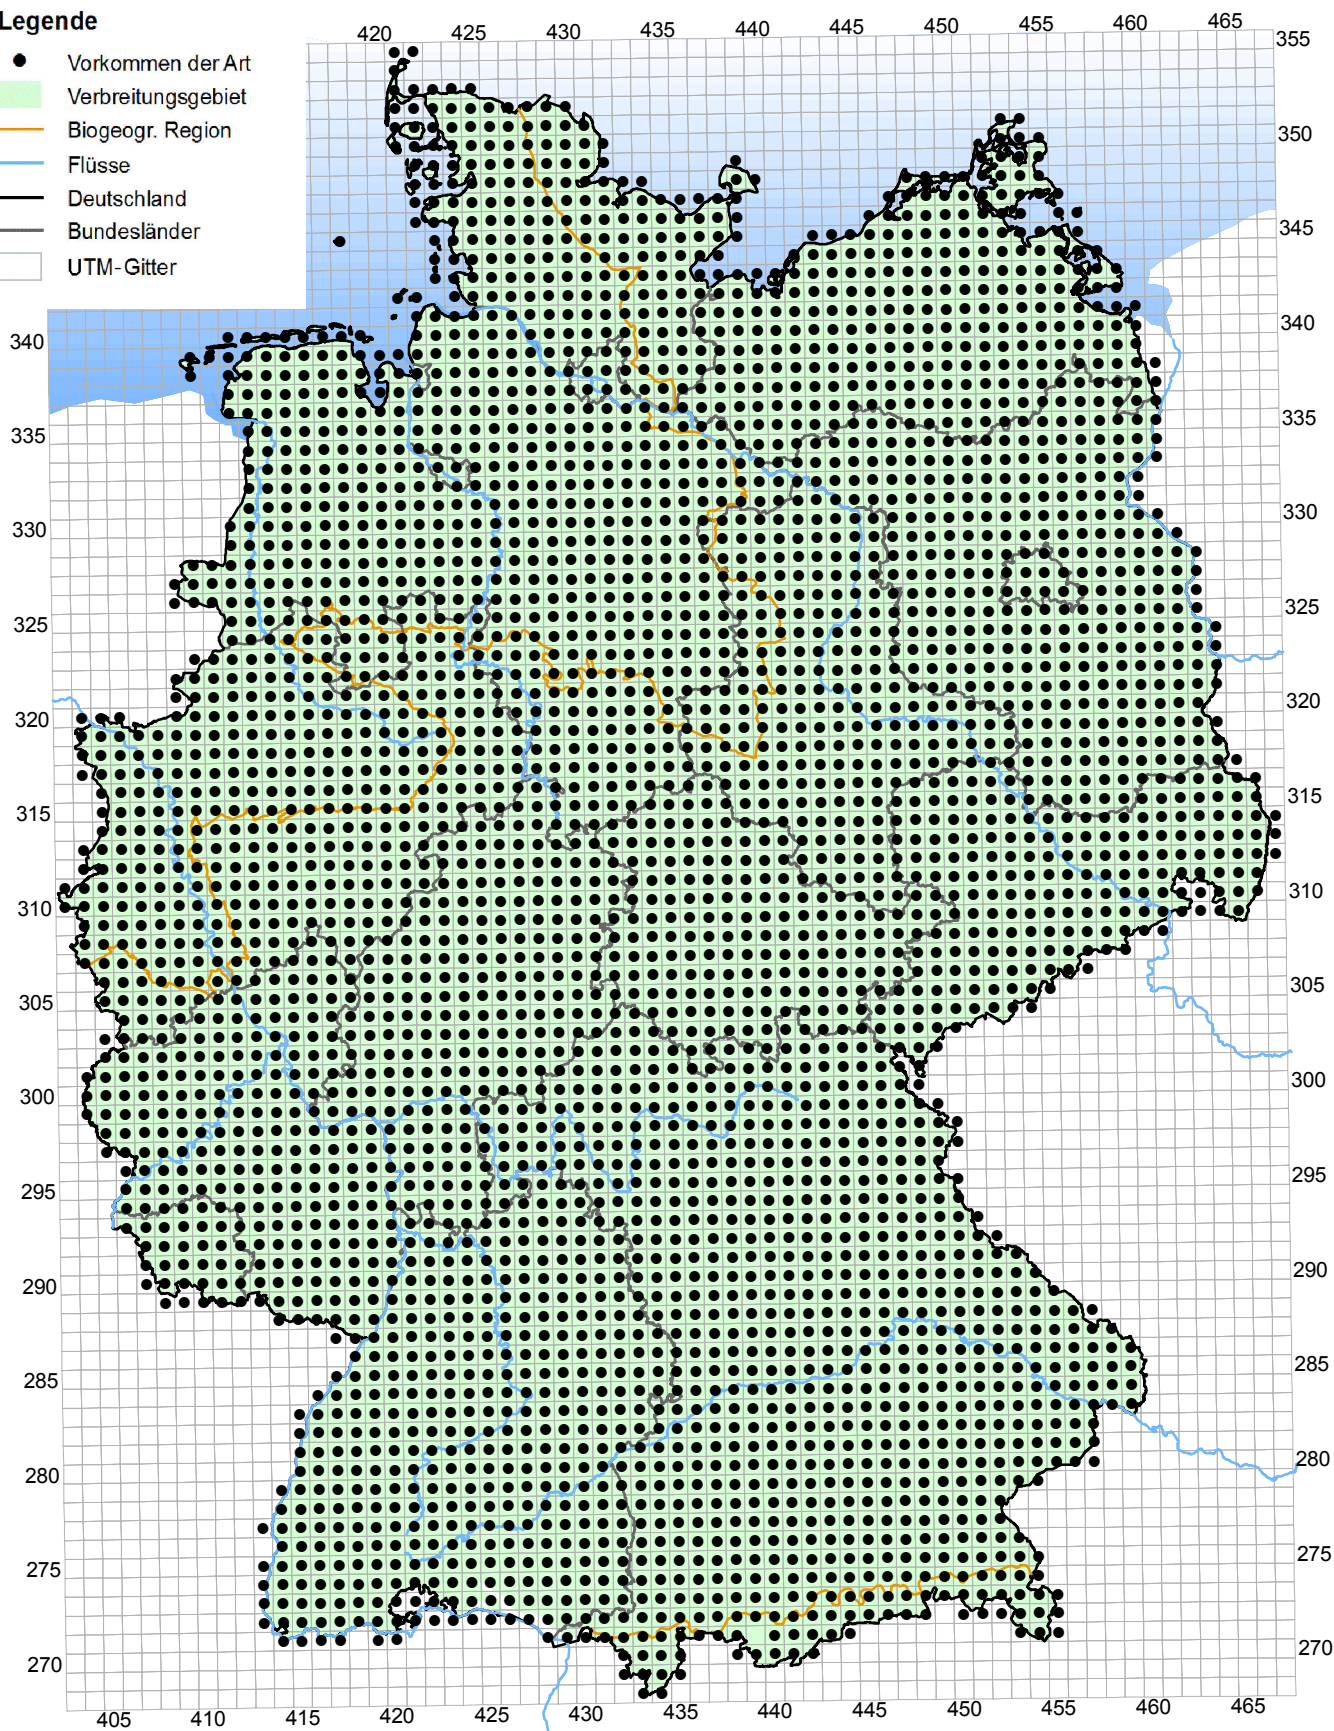 Legende
Vorkommen der Art
Verbreitungsgebiet
Biogeogr. Region
Flüsse
Deutschland
Bundesländer
UTM-Gitter
420 425 430 435 440 445 450 455 460 465
355
350
345
340 340
335 335
330 330
325 325
320 320
315 315
310 310
305 305
300 300
295 295
290 290
285 285
280 280
275 275
270 270
405 410 415 420 425 430 435 440 445 450 455 460 465